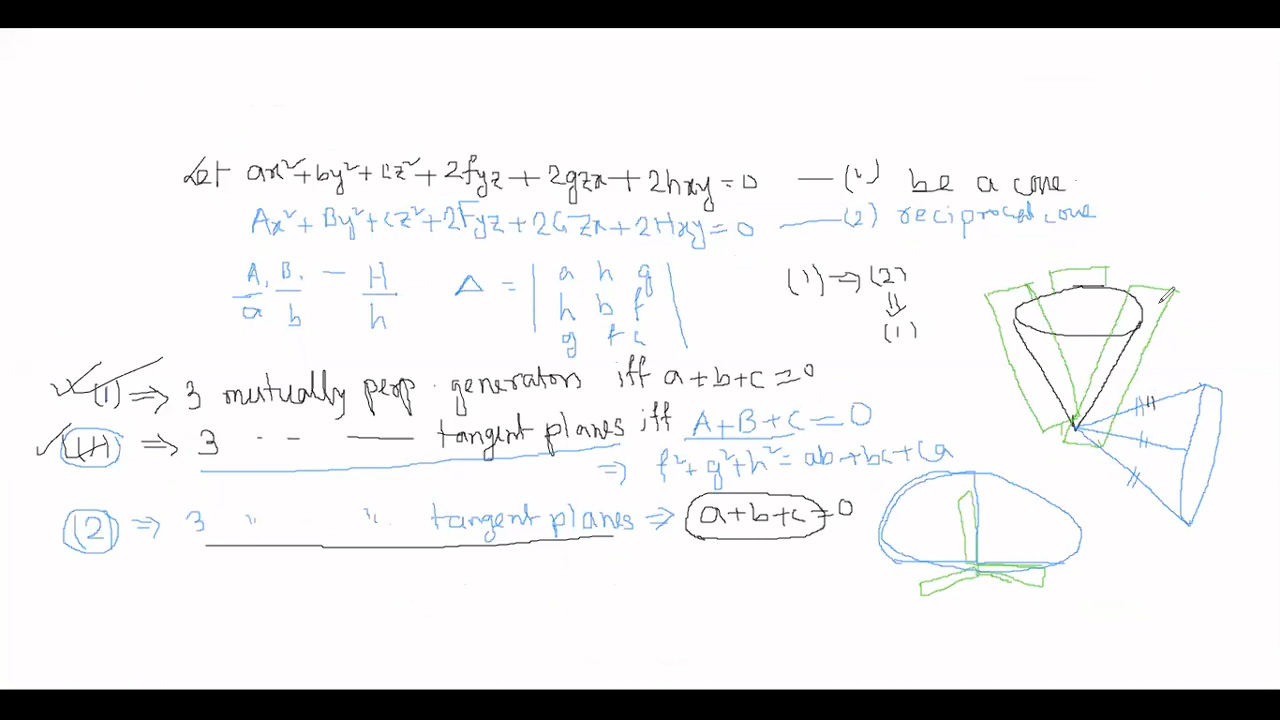 Let ax²+by²+cz²+2fyz+2gzx+2hxy=0 —(1) be a cone.
Ax²+By²+Cz²+2Fyz+2Gzx+2Hxy=0 —(2) reciprocal cone
A/a, B/b, — H/h Δ = | a h g
h b f
g f c |
(1) ⇒ (2)
⇓
(1)
(1) ⇒ 3 mutually perp. generators iff a+b+c=0
(1) ⇒ 3 -- — tangent planes iff A+B+C=0
⇒ f²+g²+h²=ab+bc+ca
(2) ⇒ 3 " " tangent planes ⇒ a+b+c=0